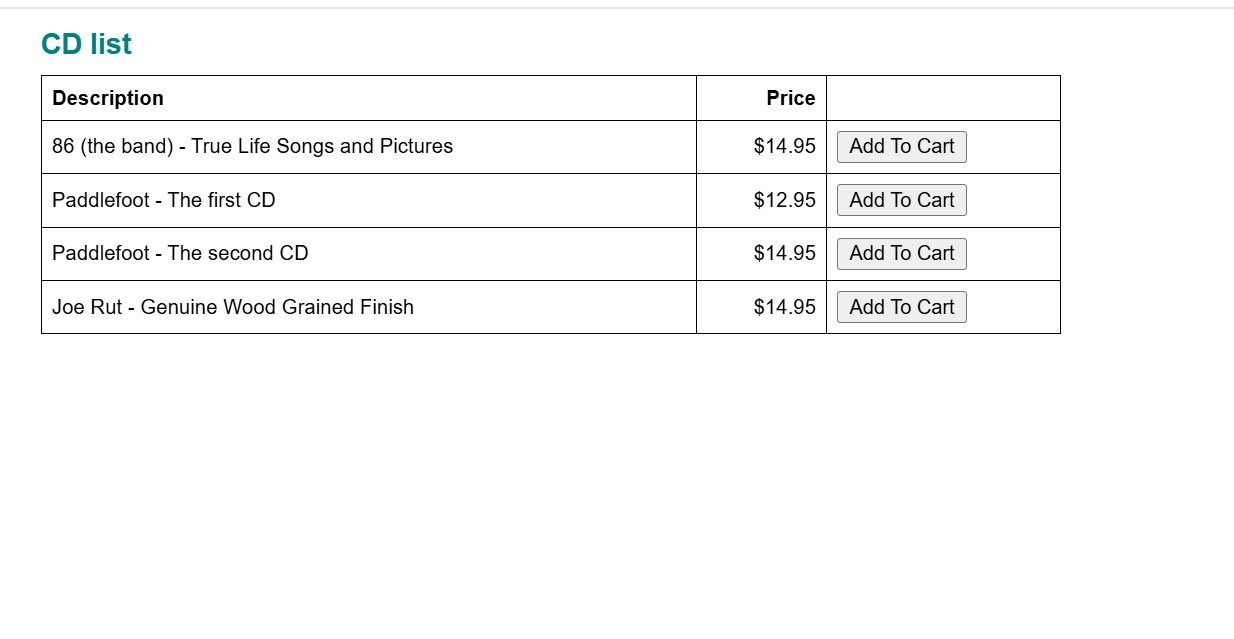 CD list
Description Price
86 (the band) - True Life Songs and Pictures $14.95 Add To Cart
Paddlefoot - The first CD $12.95 Add To Cart
Paddlefoot - The second CD $14.95 Add To Cart
Joe Rut - Genuine Wood Grained Finish $14.95 Add To Cart